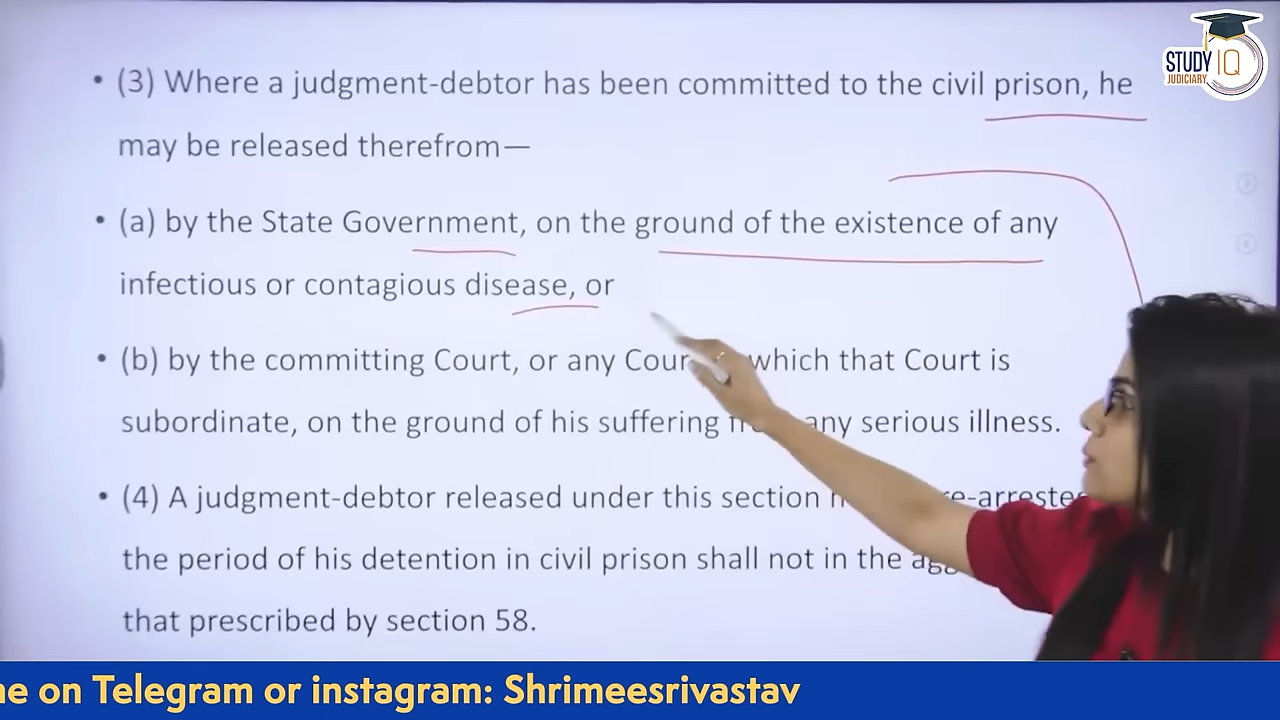 STUDY IQ
JUDICIARY
• (3) Where a judgment-debtor has been committed to the civil prison, he
may be released therefrom—
• (a) by the State Government, on the ground of the existence of any
infectious or contagious disease, or
• (b) by the committing Court, or any which that Court is
subordinate, on the ground of his suffering any serious illness.
• (4) A judgment-debtor released under this section
the period of his detention in civil prison shall not in the
that prescribed by section 58.
on Telegram or instagram: Shrimeesrivastav